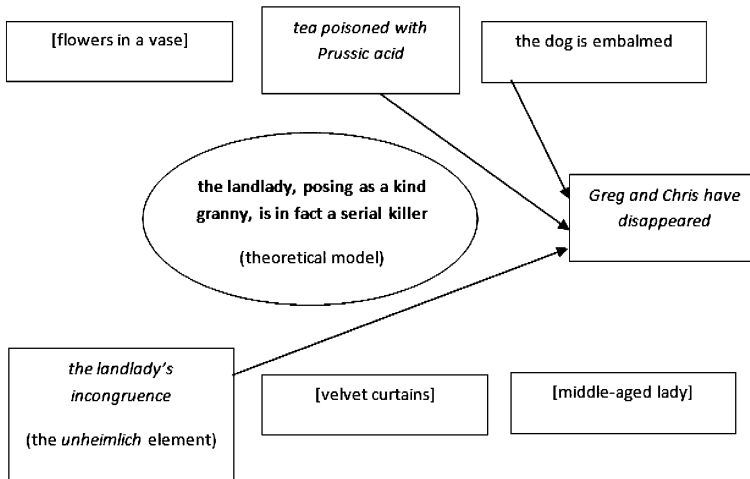 [flowers in a vase]
tea poisoned with
Prussic acid
the dog is embalmed
the landlady, posing as a kind
granny, is in fact a serial killer
(theoretical model)
Greg and Chris have
disappeared
the landlady's
incongruence
(the unheimlich element)
[velvet curtains]
[middle-aged lady]